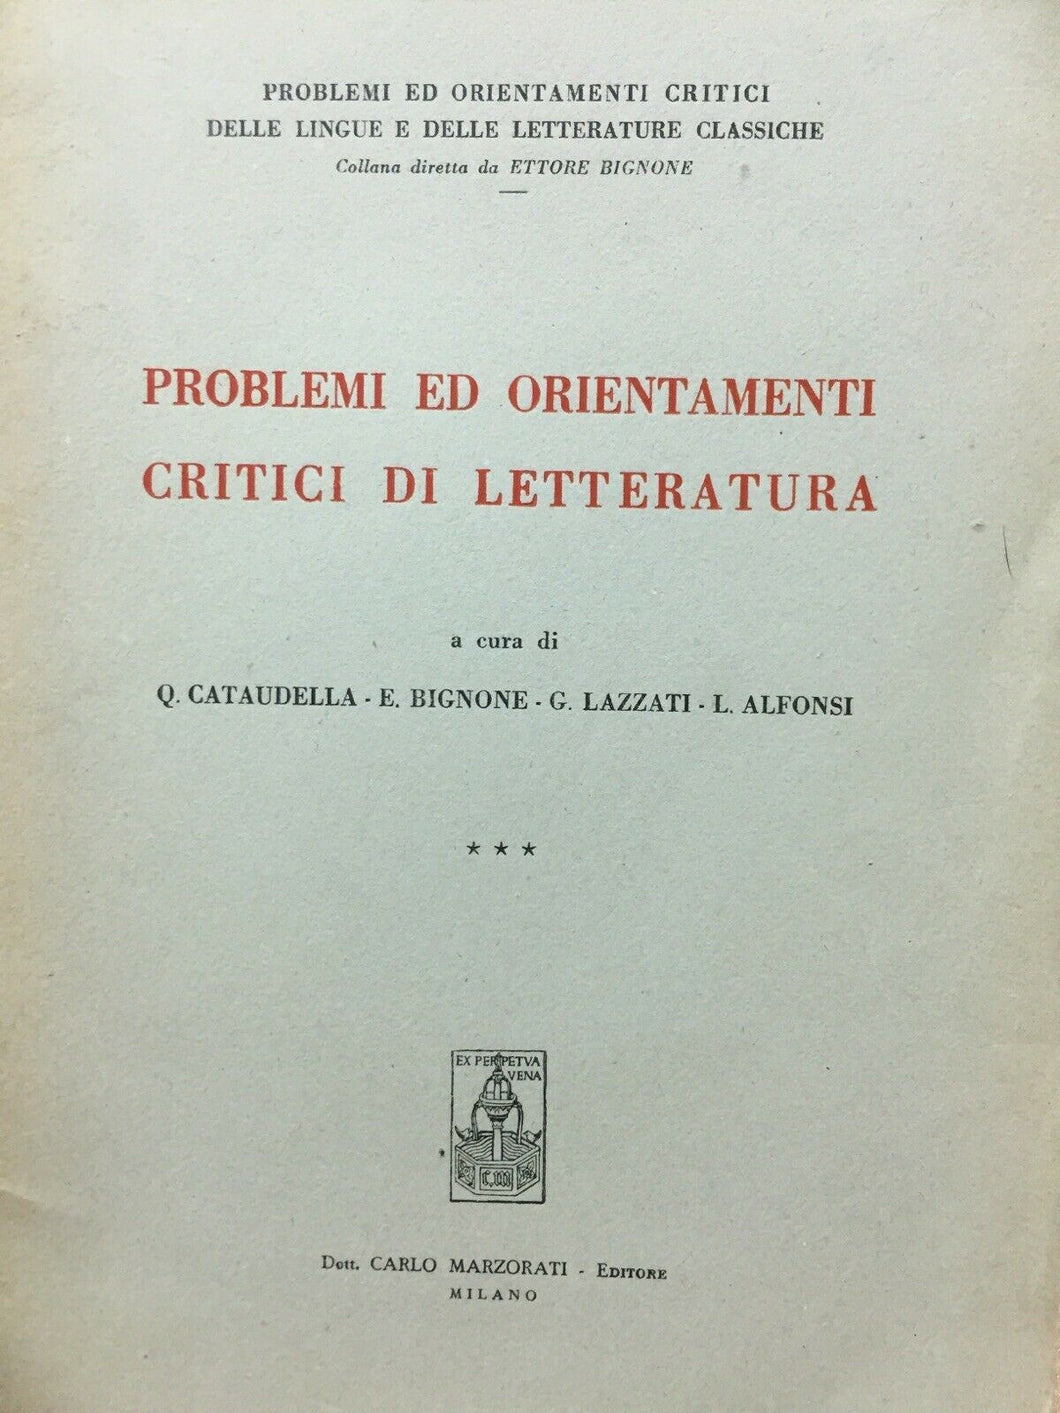 PROBLEMI ED ORIENTAMENTI CRITICI
DELLE LINGUE E DELLE LETTERATURE CLASSICHE
Collana diretta da ETTORE BIGNONE
PROBLEMI ED ORIENTAMENTI
CRITICI DI LETTERATURA
a cura di
Q. CATAUDELLA - E. BIGNONE - G. LAZZATI - L. ALFONSI
★ ★ ★
EX PERPETVA
VENA
C.M
Dott. CARLO MARZORATI - EDITORE
MILANO